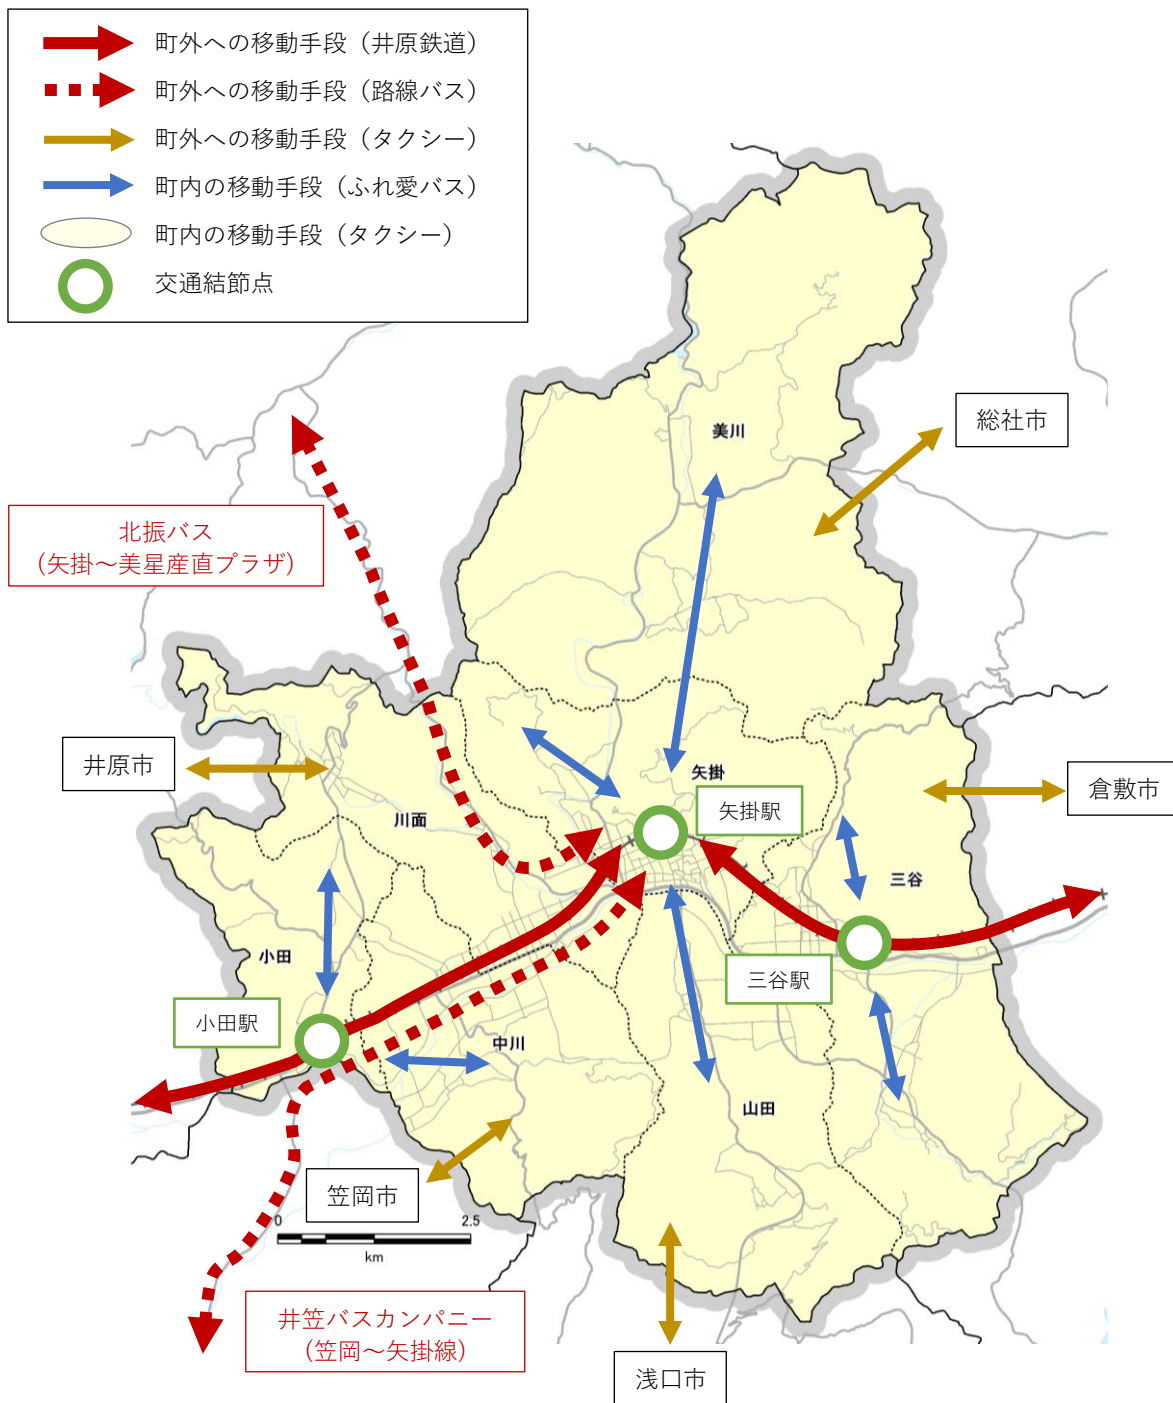 町外への移動手段（井原鉄道）
町外への移動手段（路線バス）
町外への移動手段（タクシー）
町内の移動手段（ふれ愛バス）
町内の移動手段（タクシー）
交通結節点
総社市
美川
北振バス
（矢掛～美星産直プラザ）
井原市
矢掛
倉敷市
矢掛駅
川面
三谷
小田
三谷駅
小田駅
中川
山田
笠岡市
0 2.5
km
井笠バスカンパニー
（笠岡～矢掛線）
浅口市